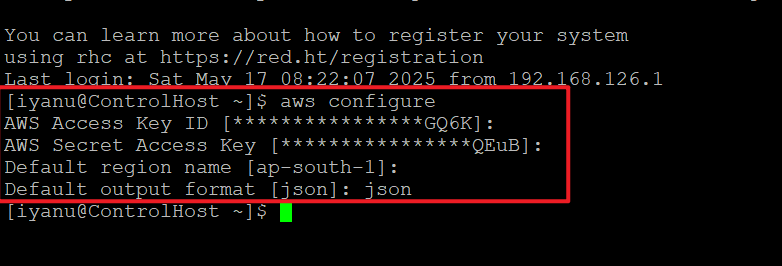 You can learn more about how to register your system
using rhc at https://red.ht/registration
Last login: Sat May 17 08:22:07 2025 from 192.168.126.1
[iyanu@ControlHost ~]$ aws configure
AWS Access Key ID [****************GQ6K]:
AWS Secret Access Key [****************QEuB]:
Default region name [ap-south-1]:
Default output format [json]: json
[iyanu@ControlHost ~]$